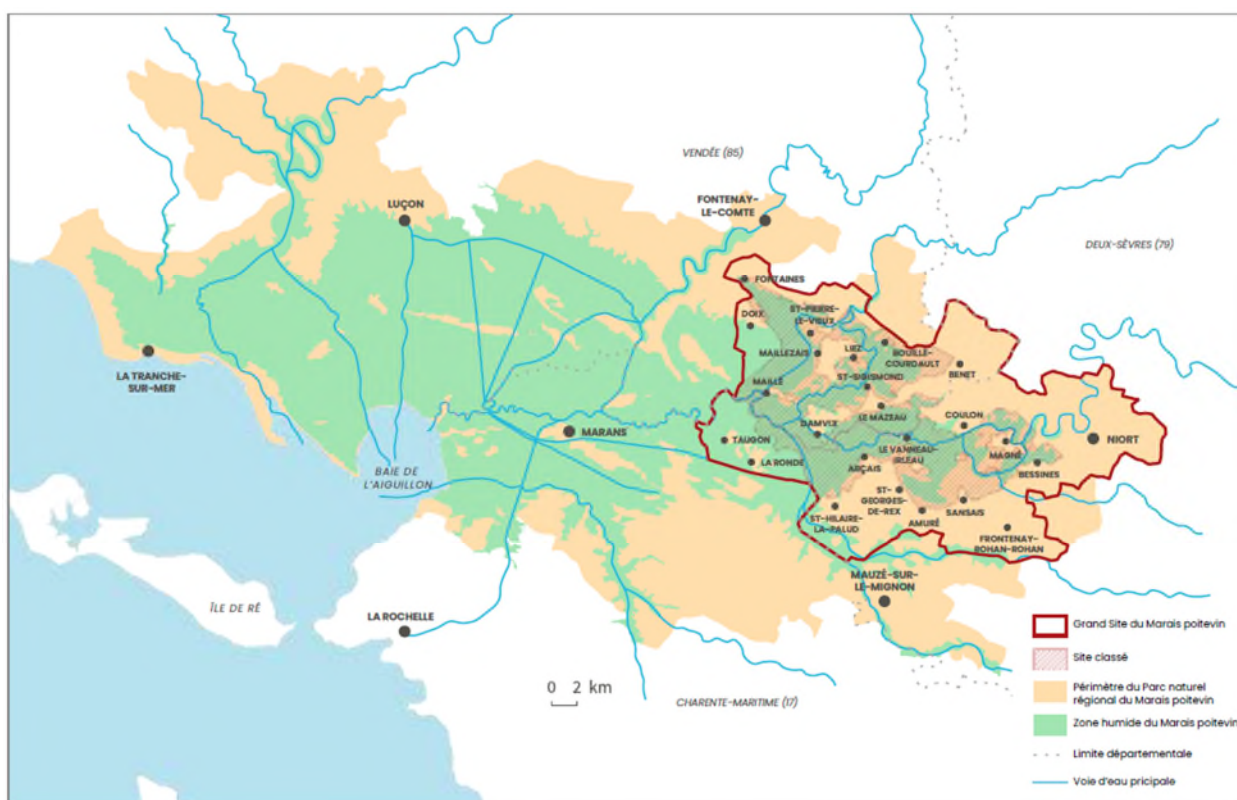 VENDÉE (85)
LUÇON
FONTENAY-
LE-COMTE
DEUX-SÈVRES (79)
FONTAINES
ST-PIERRE-
LE-VIEUX
DOIX
LIEZ
BOUILLÉ-
COURDAULT
MAILLEZAIS
BENET
LA TRANCHE-
SUR-MER
ST-SIGISMOND
MAILLÉ
LE MAZEAU
COULON
DAMVIX
NIORT
MARANS
TAUGON
LE VANNEAU-
IRLEAU
MAGNÉ
BAIE DE
L'AIGUILLON
LA RONDE
ARÇAIS
BESSINES
ST-
GEORGES-
DE-REX
SANSAIS
ST-HILAIRE-
LA-PALUD
AMURÉ
FRONTENAY-
ROHAN-ROHAN
MAUZÉ-SUR-
LE-MIGNON
ÎLE DE RÉ
LA ROCHELLE
0 2 km
CHARENTE-MARITIME (17)
Grand Site du Marais poitevin
Site classé
Périmètre du Parc naturel
régional du Marais poitevin
Zone humide du Marais poitevin
Limite départementale
Voie d'eau pricipale